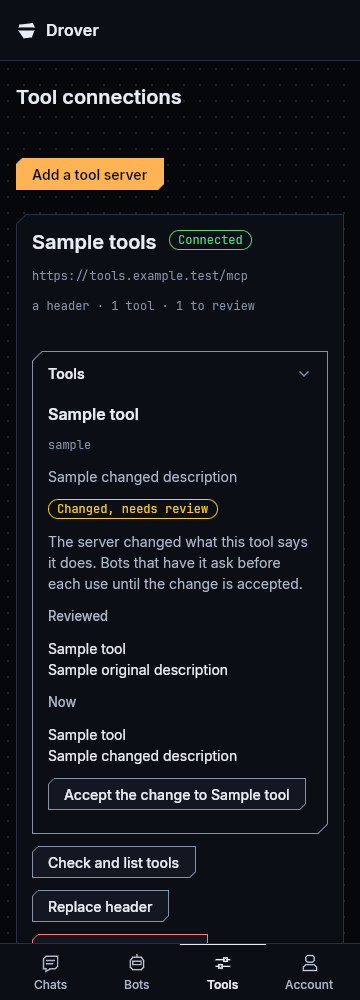 Drover
Tool connections
Add a tool server
Sample tools
Connected
https://tools.example.test/mcp
a header · 1 tool · 1 to review
Tools
Sample tool
sample
Sample changed description
Changed, needs review
The server changed what this tool says
it does. Bots that have it ask before
each use until the change is accepted.
Reviewed
Sample tool
Sample original description
Now
Sample tool
Sample changed description
Accept the change to Sample tool
Check and list tools
Replace header
Chats
Bots
Tools
Account